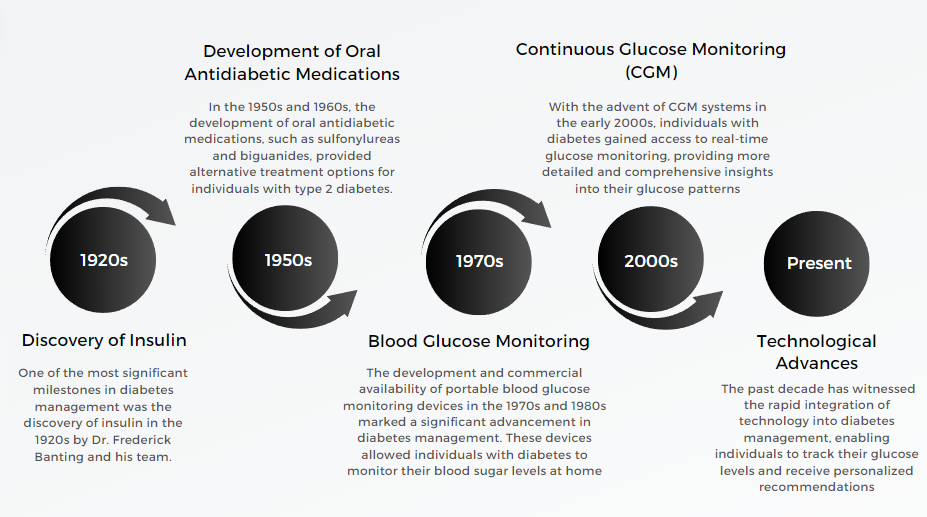 Development of Oral
Antidiabetic Medications
In the 1950s and 1960s, the
development of oral antidiabetic
medications, such as sulfonylureas
and biguanides, provided
alternative treatment options for
individuals with type 2 diabetes.
Continuous Glucose Monitoring
(CGM)
With the advent of CGM systems in
the early 2000s, individuals with
diabetes gained access to real-time
glucose monitoring, providing more
detailed and comprehensive insights
into their glucose patterns
1920s
1950s
1970s
2000s
Present
Discovery of Insulin
One of the most significant
milestones in diabetes
management was the
discovery of insulin in the
1920s by Dr. Frederick
Banting and his team.
Blood Glucose Monitoring
The development and commercial
availability of portable blood glucose
monitoring devices in the 1970s and 1980s
marked a significant advancement in
diabetes management. These devices
allowed individuals with diabetes to
monitor their blood sugar levels at home
Technological
Advances
The past decade has witnessed
the rapid integration of
technology into diabetes
management, enabling
individuals to track their glucose
levels and receive personalized
recommendations